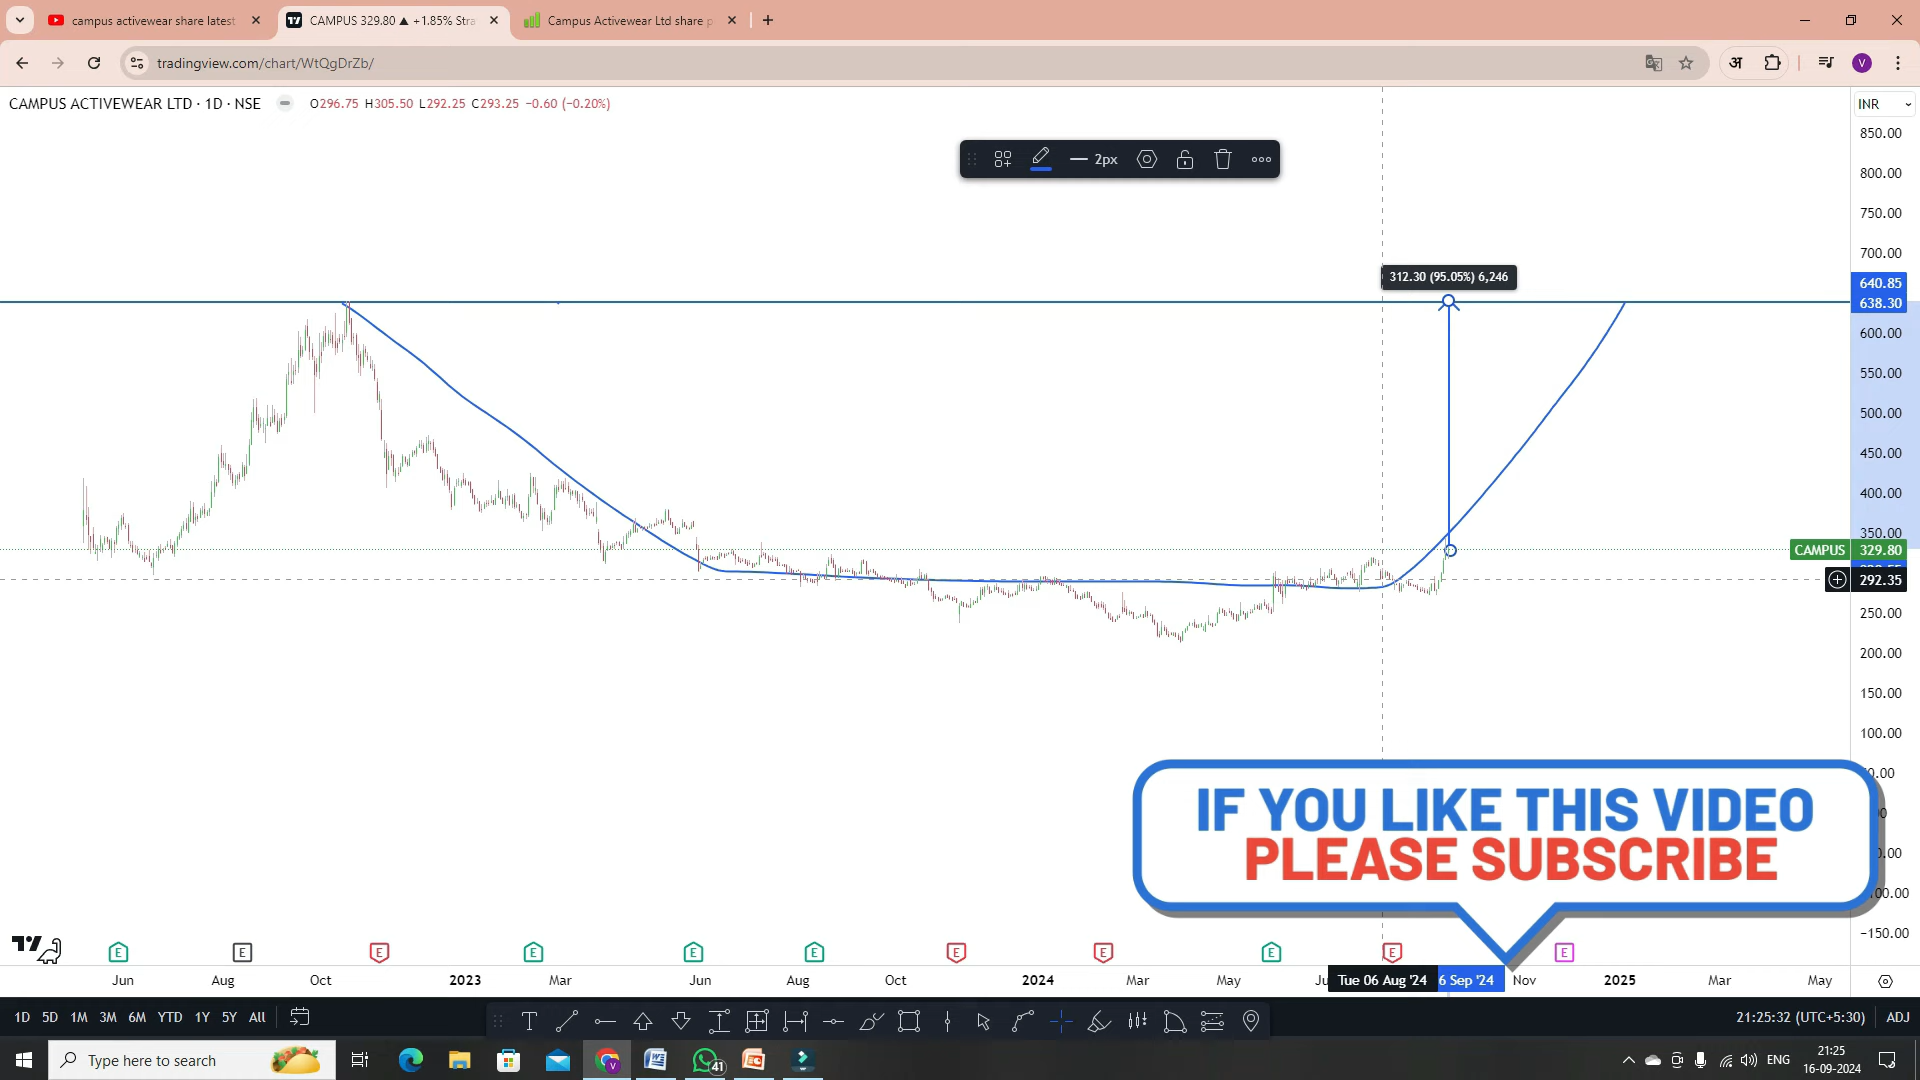 campus activewear share latest
CAMPUS 329.80 ▲ +1.85% Stra
Campus Activewear Ltd share p
tradingview.com/chart/WtQgDrZb/
अ
V
CAMPUS ACTIVEWEAR LTD · 1D · NSE O296.75 H305.50 L292.25 C293.25 −0.60 (−0.20%)
INR
2px
850.00
800.00
750.00
700.00
312.30 (95.05%) 6,246
640.85
638.30
600.00
550.00
500.00
450.00
400.00
350.00
CAMPUS 329.80
292.35
250.00
200.00
150.00
100.00
IF YOU LIKE THIS VIDEO
PLEASE SUBSCRIBE
−150.00
E E E E E E E E E E E
Jun Aug Oct 2023 Mar Jun Aug Oct 2024 Mar May Ju Tue 06 Aug '24 6 Sep '24 Nov 2025 Mar May
1D 5D 1M 3M 6M YTD 1Y 5Y All
21:25:32 (UTC+5:30) ADJ
Type here to search
41
ENG
21:25
16-09-2024